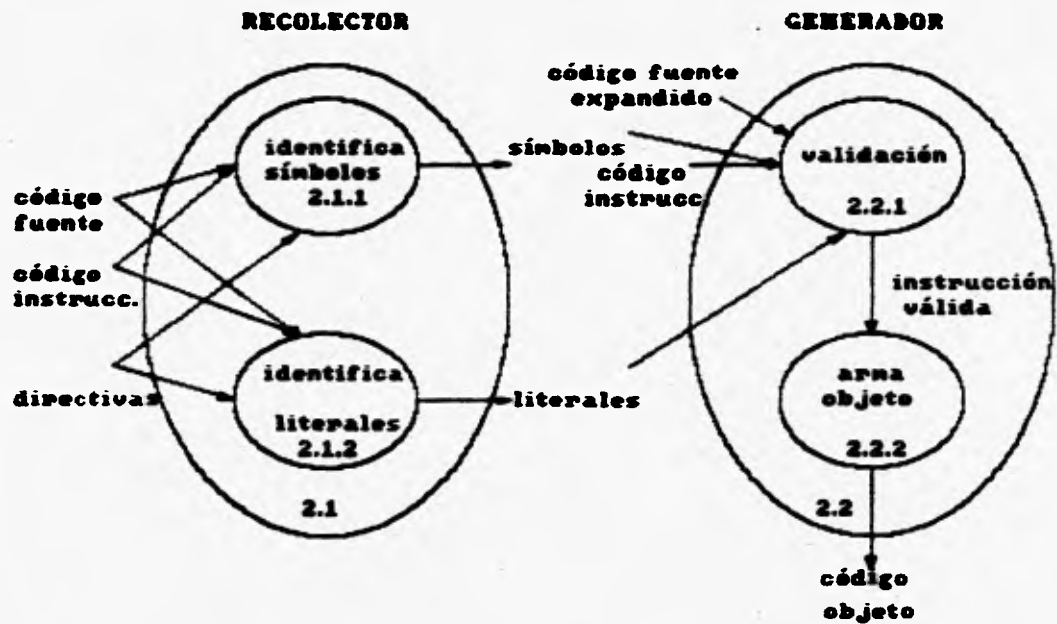 RECOLECTOR
GENERADOR
código fuente
expandido
identifica
símbolos
2.1.1
símbolos
código
instrucc.
validación
2.2.1
código
fuente
código
instrucc.
instrucción
válida
directivas
identifica
literales
2.1.2
literales
arma
objeto
2.2.2
2.1
2.2
código
objeto